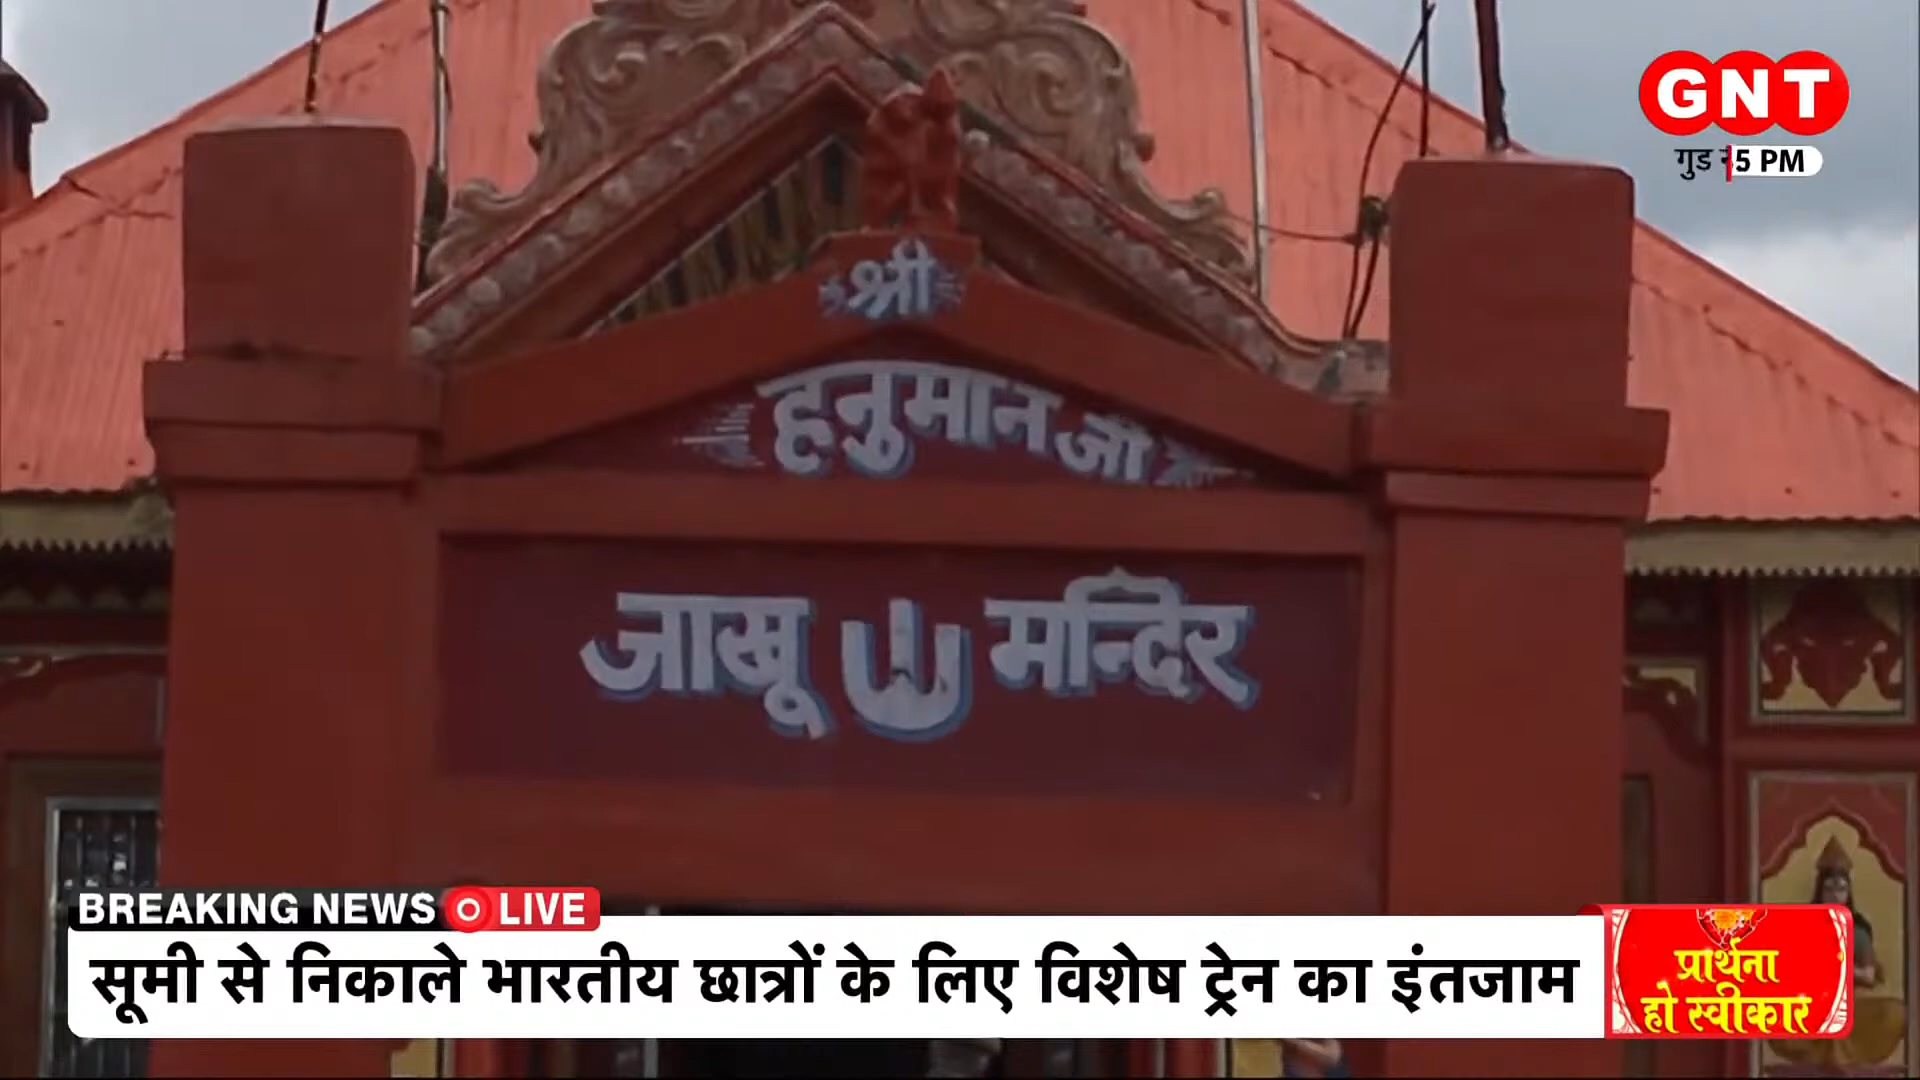 GNT
गुड
5 PM
श्री
हनुमान जी
जाखू मन्दिर
BREAKING NEWS LIVE
सूमी से निकाले भारतीय छात्रों के लिए विशेष ट्रेन का इंतजाम
प्रार्थना
हो स्वीकार